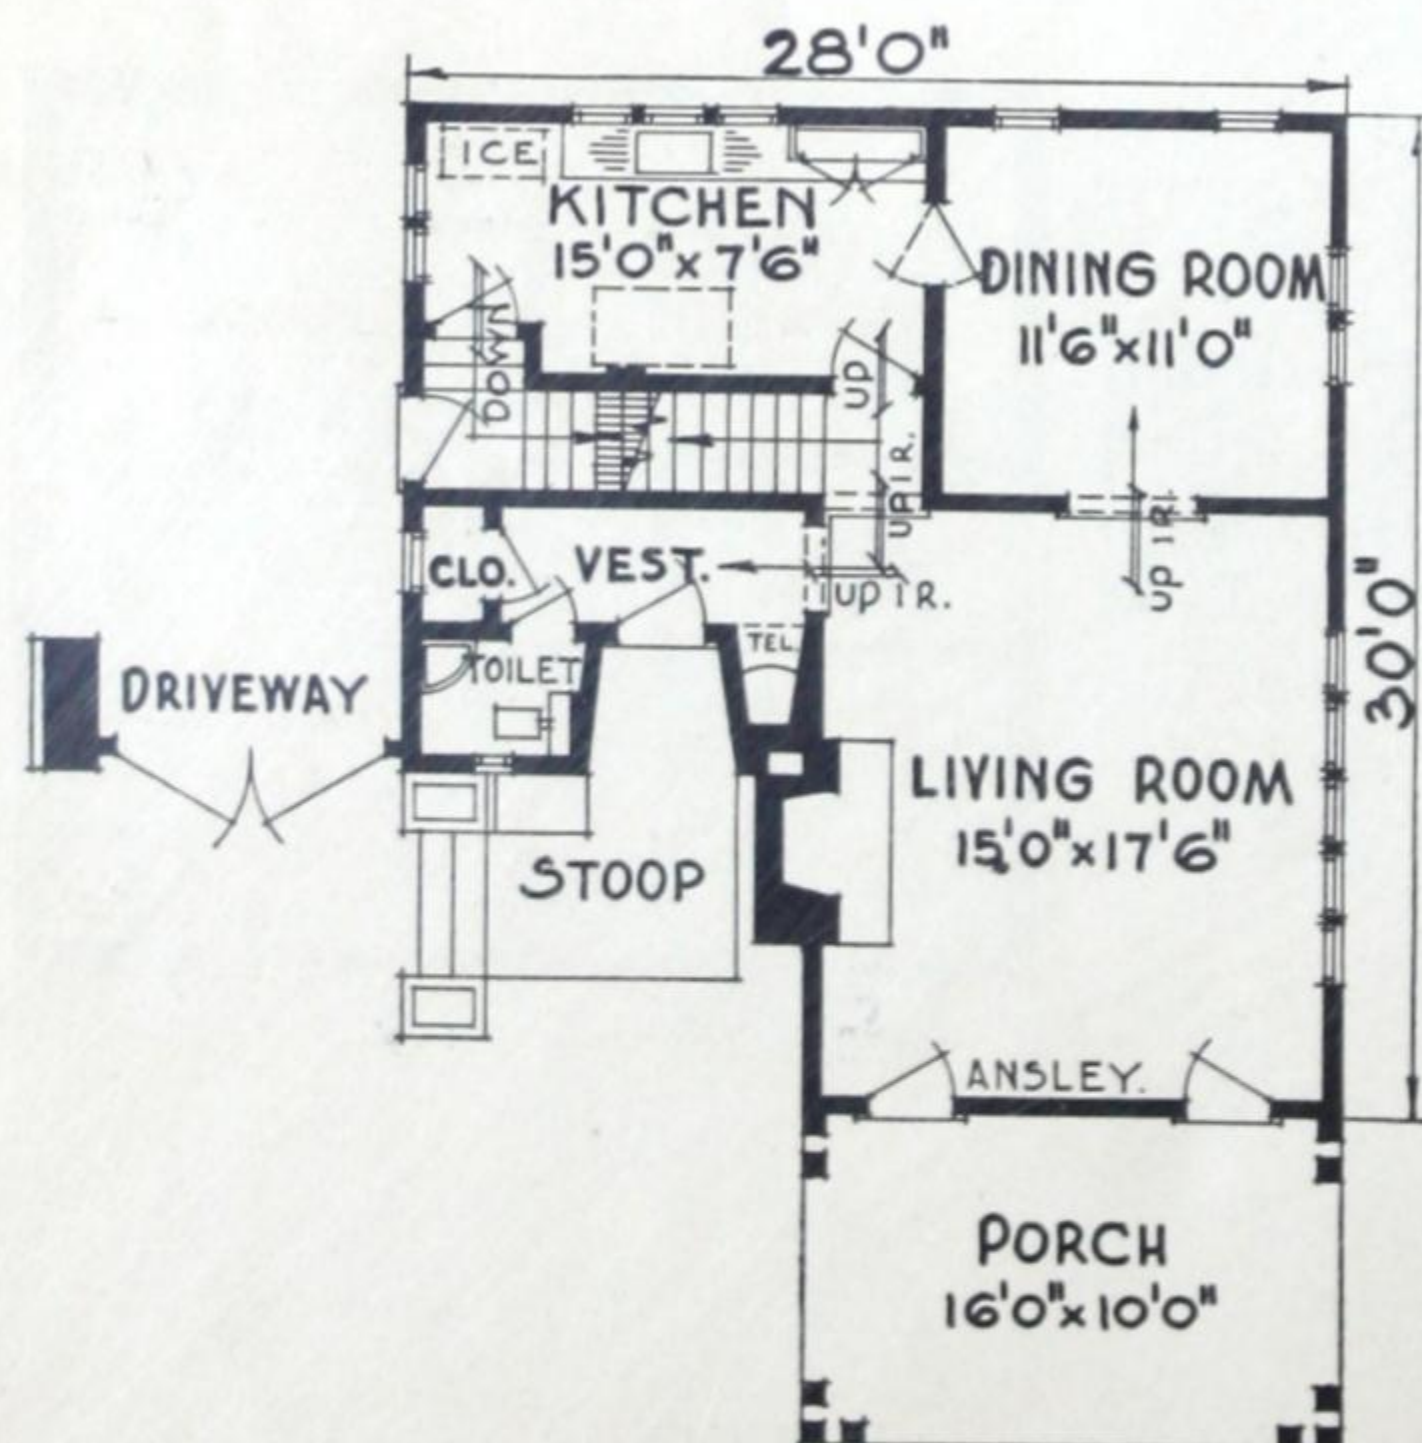 28'0"
ICE
KITCHEN
15'0" x 7'6"
DINING ROOM
11'6" x 11'0"
DOWN
UP
UP 1 R.
UP 1 R.
CLO.
VEST.
UP 1 R.
TEL.
TOILET
DRIVEWAY
30'0"
LIVING ROOM
15'0" x 17'6"
STOOP
ANSLEY.
PORCH
16'0" x 10'0"